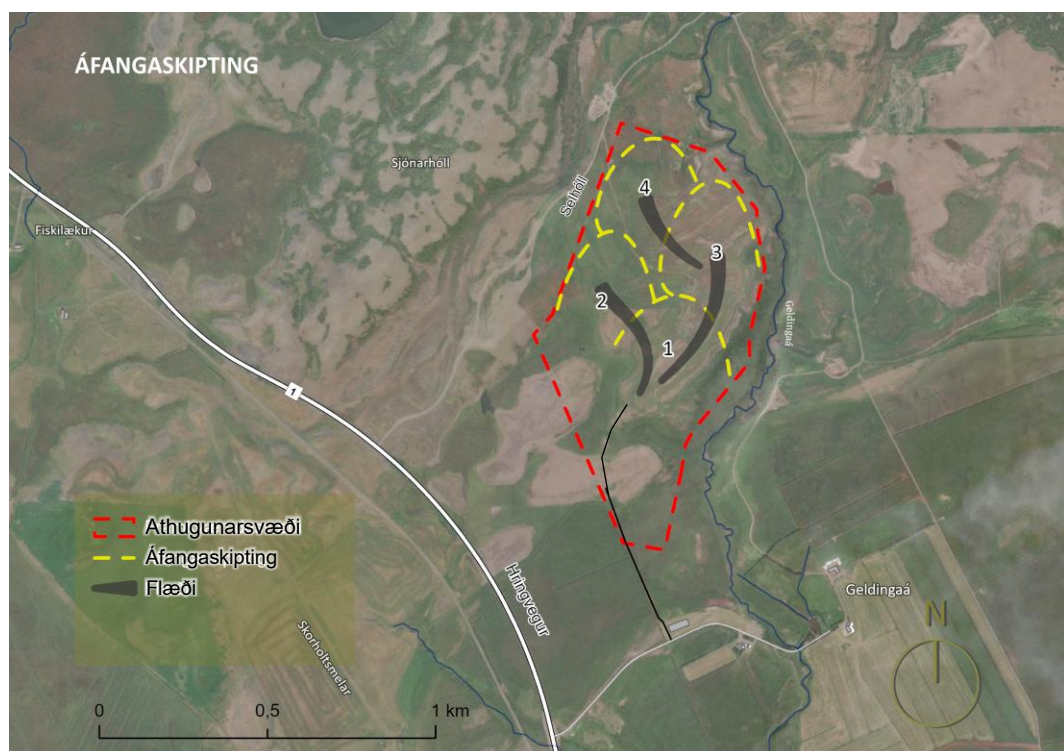 ÁFANGASKIPTING
Sjónarhóll
Selhóll
Fiskilækur
4
3
2
1
Geldingaá
1
Athugunarsvæði
Áfangaskipting
Flæði
Hringvegur
Geldingaá
Skorholtsmelar
N
0 0,5 1 km